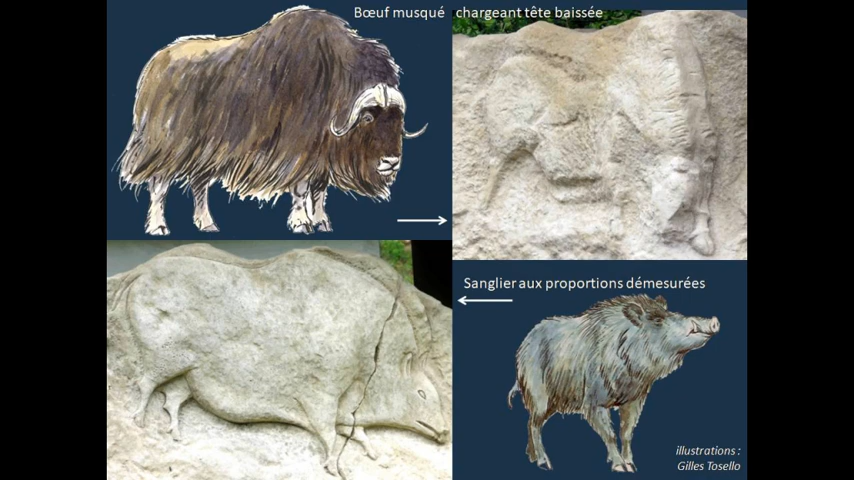 Bœuf musqué chargeant tête baissée
Sanglier aux proportions démesurées
illustrations :
Gilles Tosello